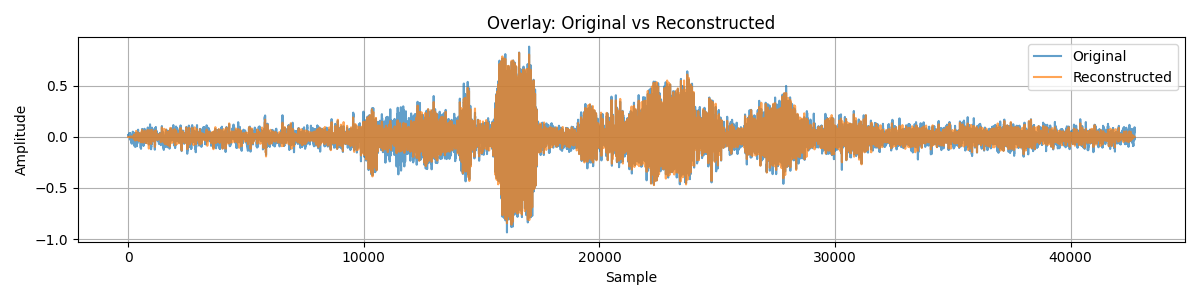 Overlay: Original vs Reconstructed
Original
Reconstructed
Amplitude
0.5
0.0
−0.5
−1.0
0 10000 20000 30000 40000
Sample